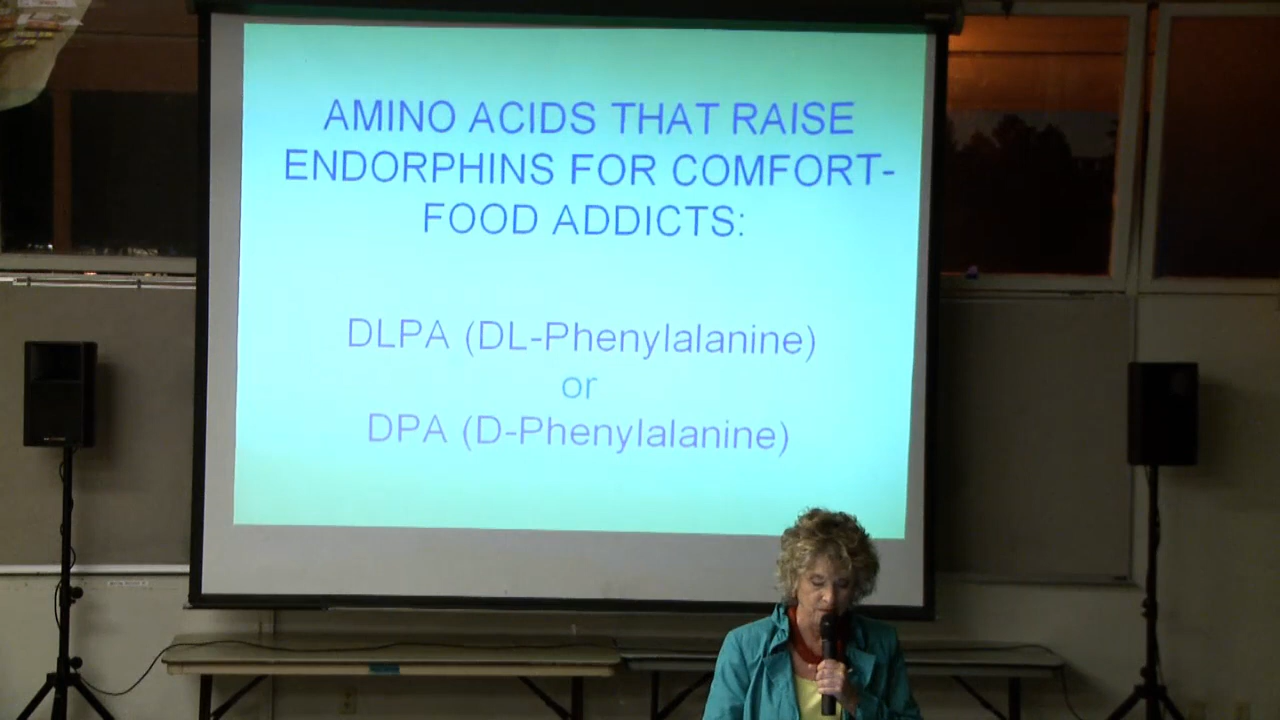 AMINO ACIDS THAT RAISE
ENDORPHINS FOR COMFORT-
FOOD ADDICTS:
DLPA (DL-Phenylalanine)
or
DPA (D-Phenylalanine)